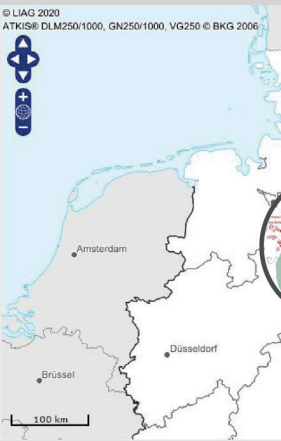 © LIAG 2020
ATKIS® DLM250/1000, GN250/1000, VG250 © BKG 2006
Amsterdam
Düsseldorf
Brüssel
100 km